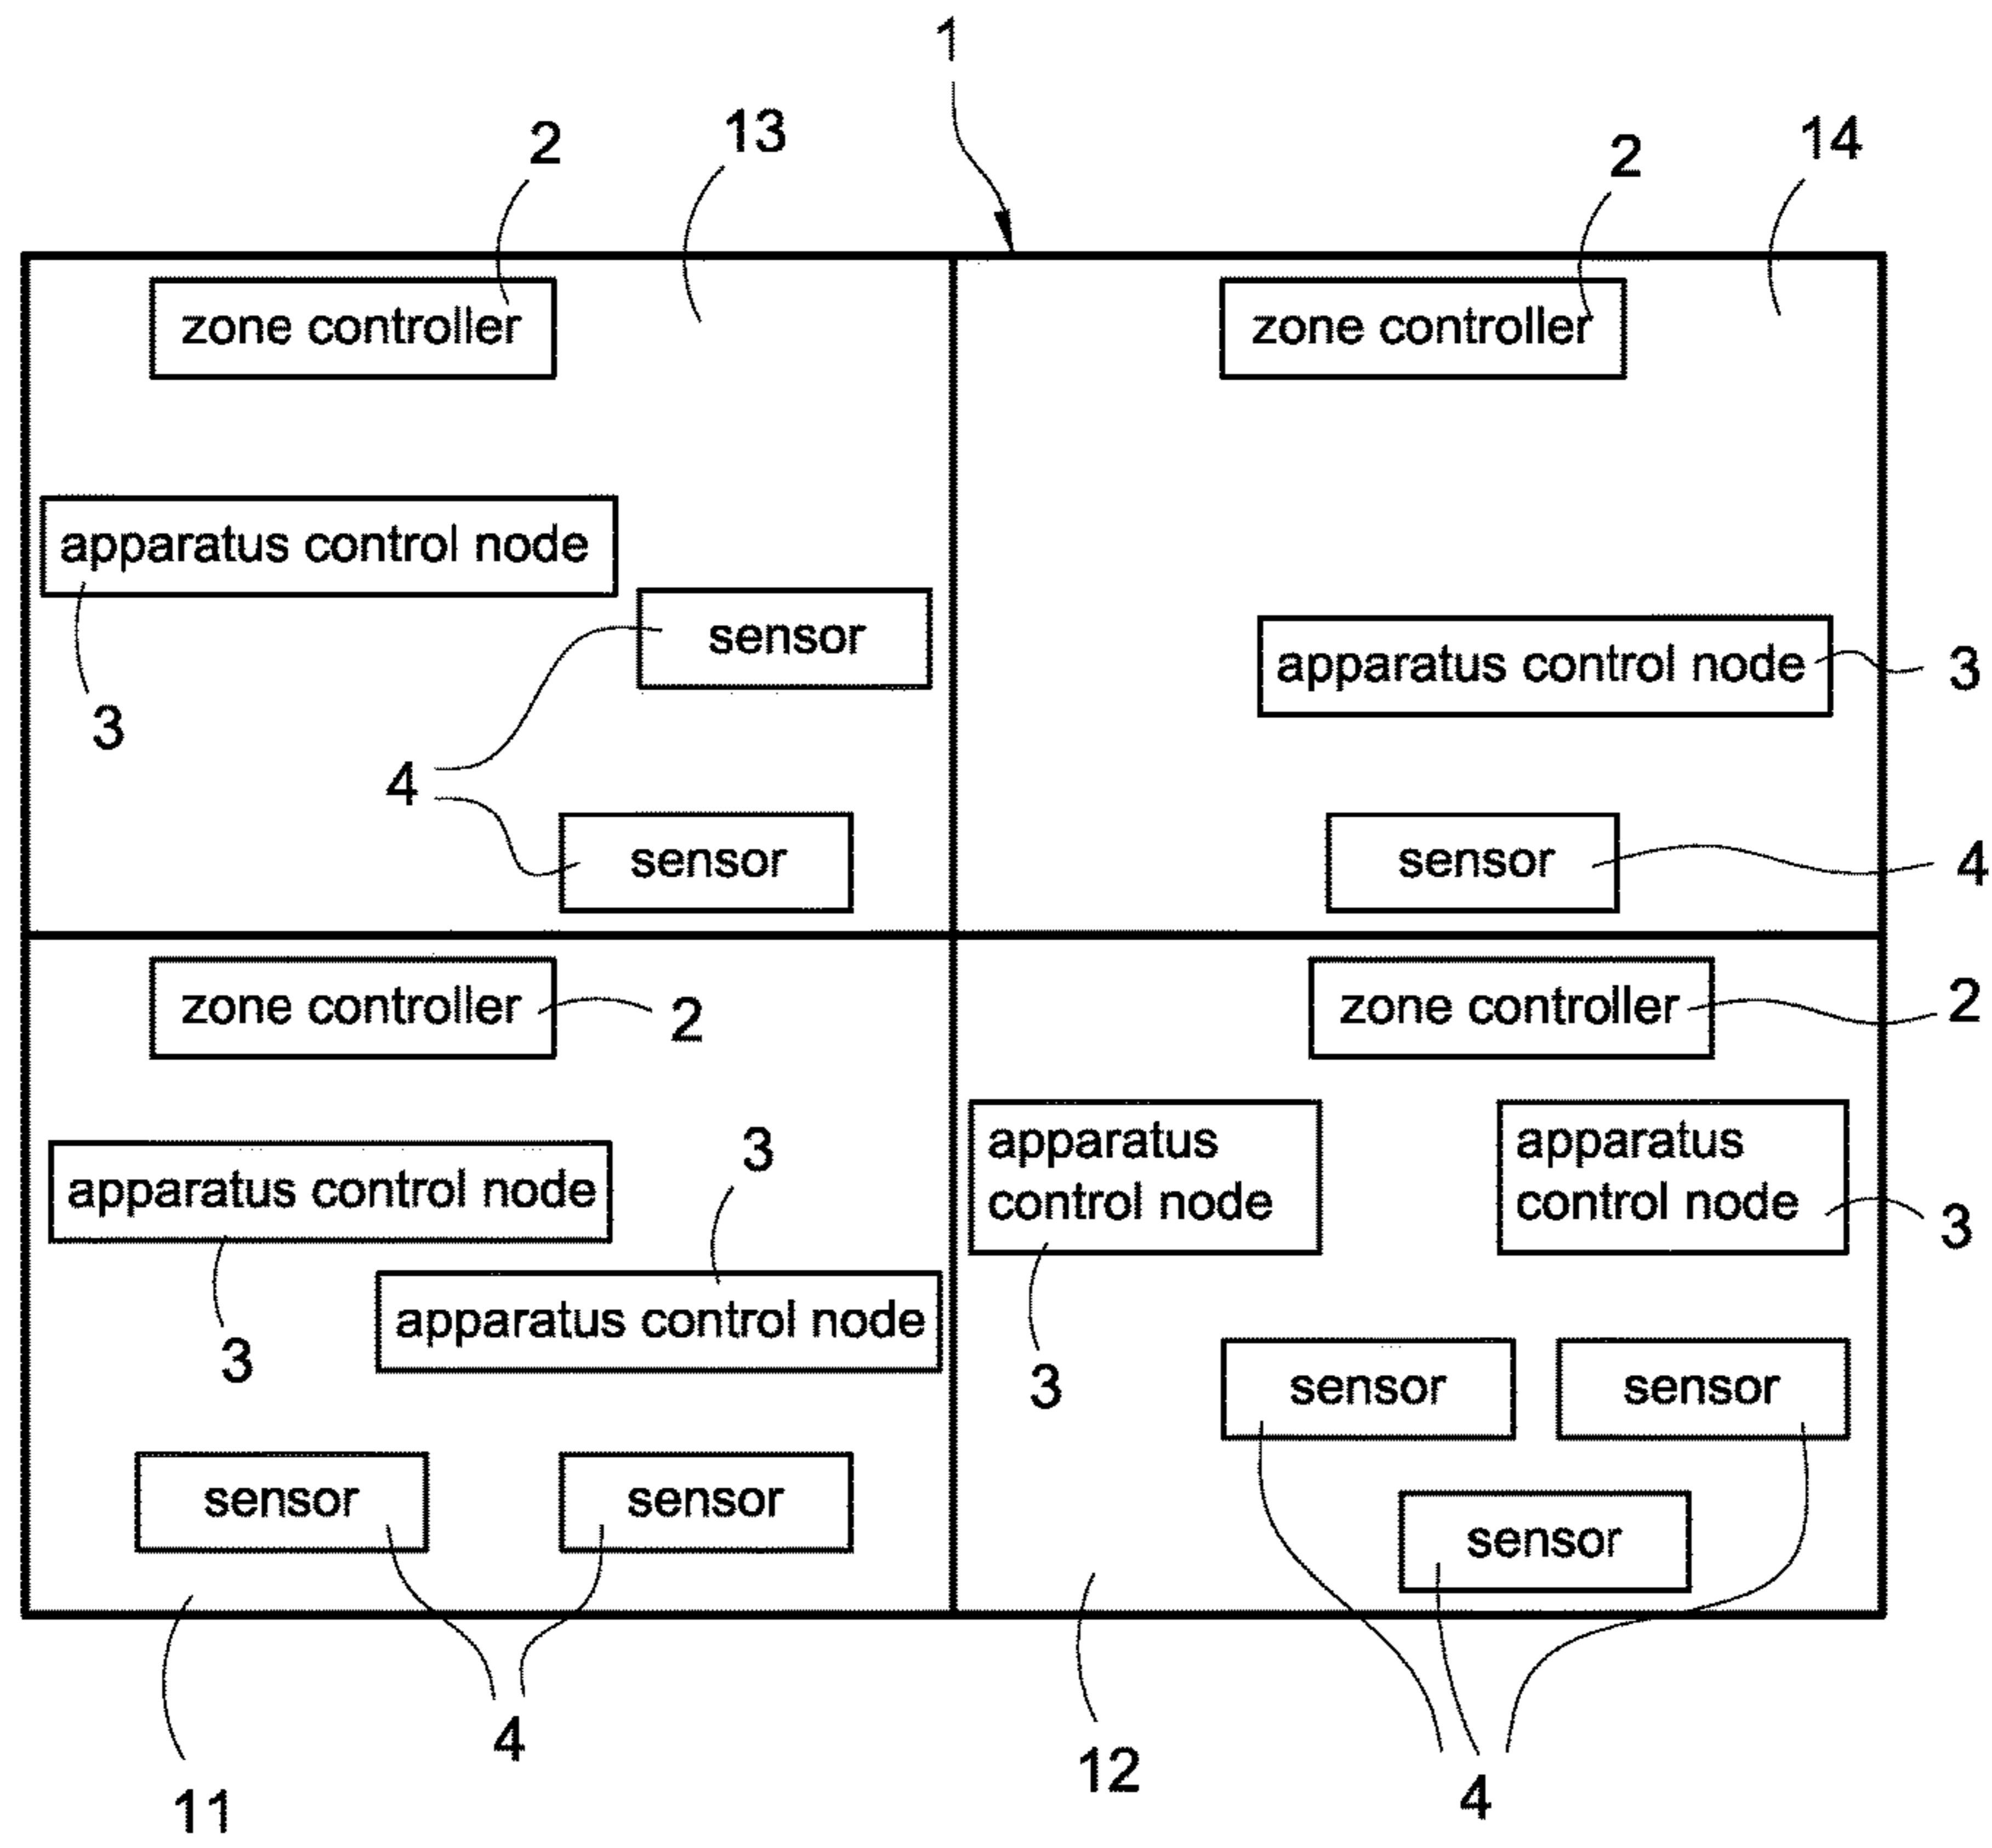 1
2
13
2
14
zone controller
zone controller
apparatus control node
sensor
apparatus control node
3
3
4
sensor
sensor
4
zone controller
2
zone controller
2
apparatus control node
3
apparatus
control node
apparatus
control node
3
3
apparatus control node
3
sensor
sensor
sensor
sensor
sensor
11
4
12
4